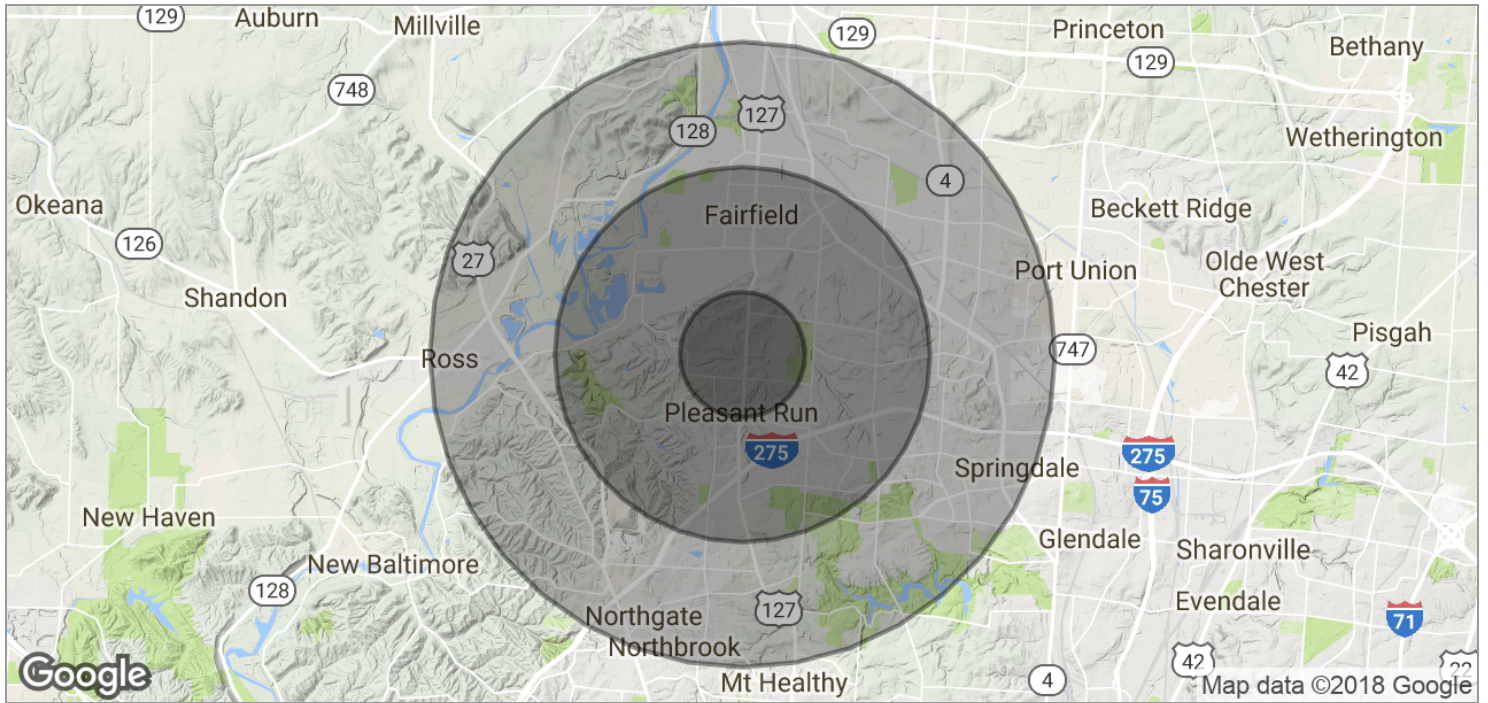 129
Auburn
Millville
129
Princeton
129
Bethany
748
127
128
Wetherington
4
Okeana
126
Fairfield
Beckett Ridge
27
Port Union
Olde West
Chester
Shandon
Pisgah
Ross
747
42
Pleasant Run
275
275
Springdale
75
New Haven
Glendale
Sharonville
New Baltimore
128
Northgate
127
Evendale
71
Northbrook
42
22
Google
Mt Healthy
4
Map data ©2018 Google